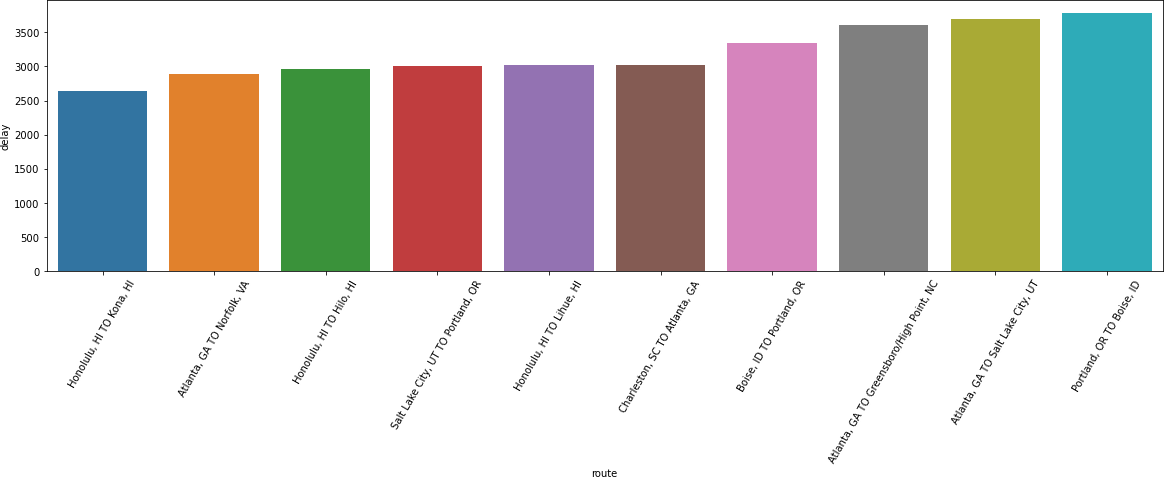 3500
3000
2500
2000
1500
1000
500
0
delay
Honolulu, HI TO Kona, HI
Atlanta, GA TO Norfolk, VA
Honolulu, HI TO Hilo, HI
Salt Lake City, UT TO Portland, OR
Honolulu, HI TO Lihue, HI
Charleston, SC TO Atlanta, GA
Boise, ID TO Portland, OR
Atlanta, GA TO Greensboro/High Point, NC
Atlanta, GA TO Salt Lake City, UT
Portland, OR TO Boise, ID
route